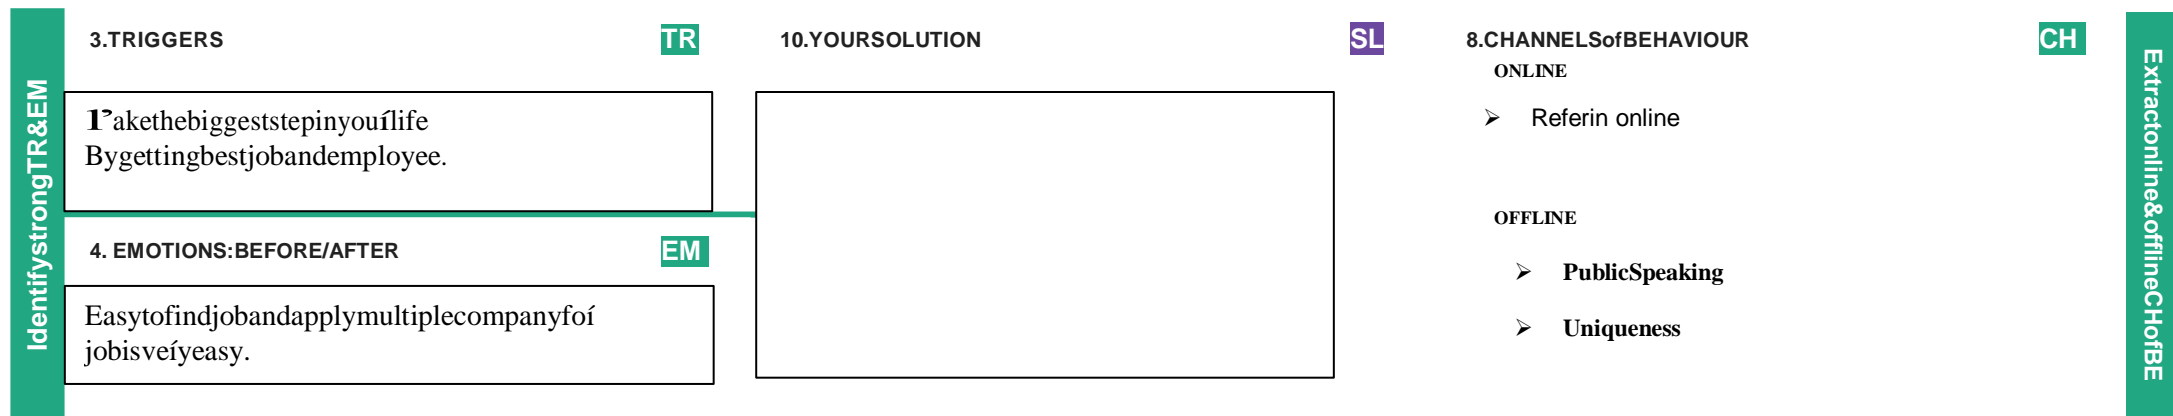 IdentifystrongTR&EM
3.TRIGGERS
TR
1ˀakethebiggeststepinyouílife
Bygettingbestjobandemployee.
4. EMOTIONS:BEFORE/AFTER
EM
Easytofindjobandapplymultiplecompanyfoí
jobisveíyeasy.
10.YOURSOLUTION
SL
8.CHANNELSofBEHAVIOUR
CH
ONLINE
➢ Referin online
OFFLINE
➢ PublicSpeaking
➢ Uniqueness
Extractonline&offlineCHofBE